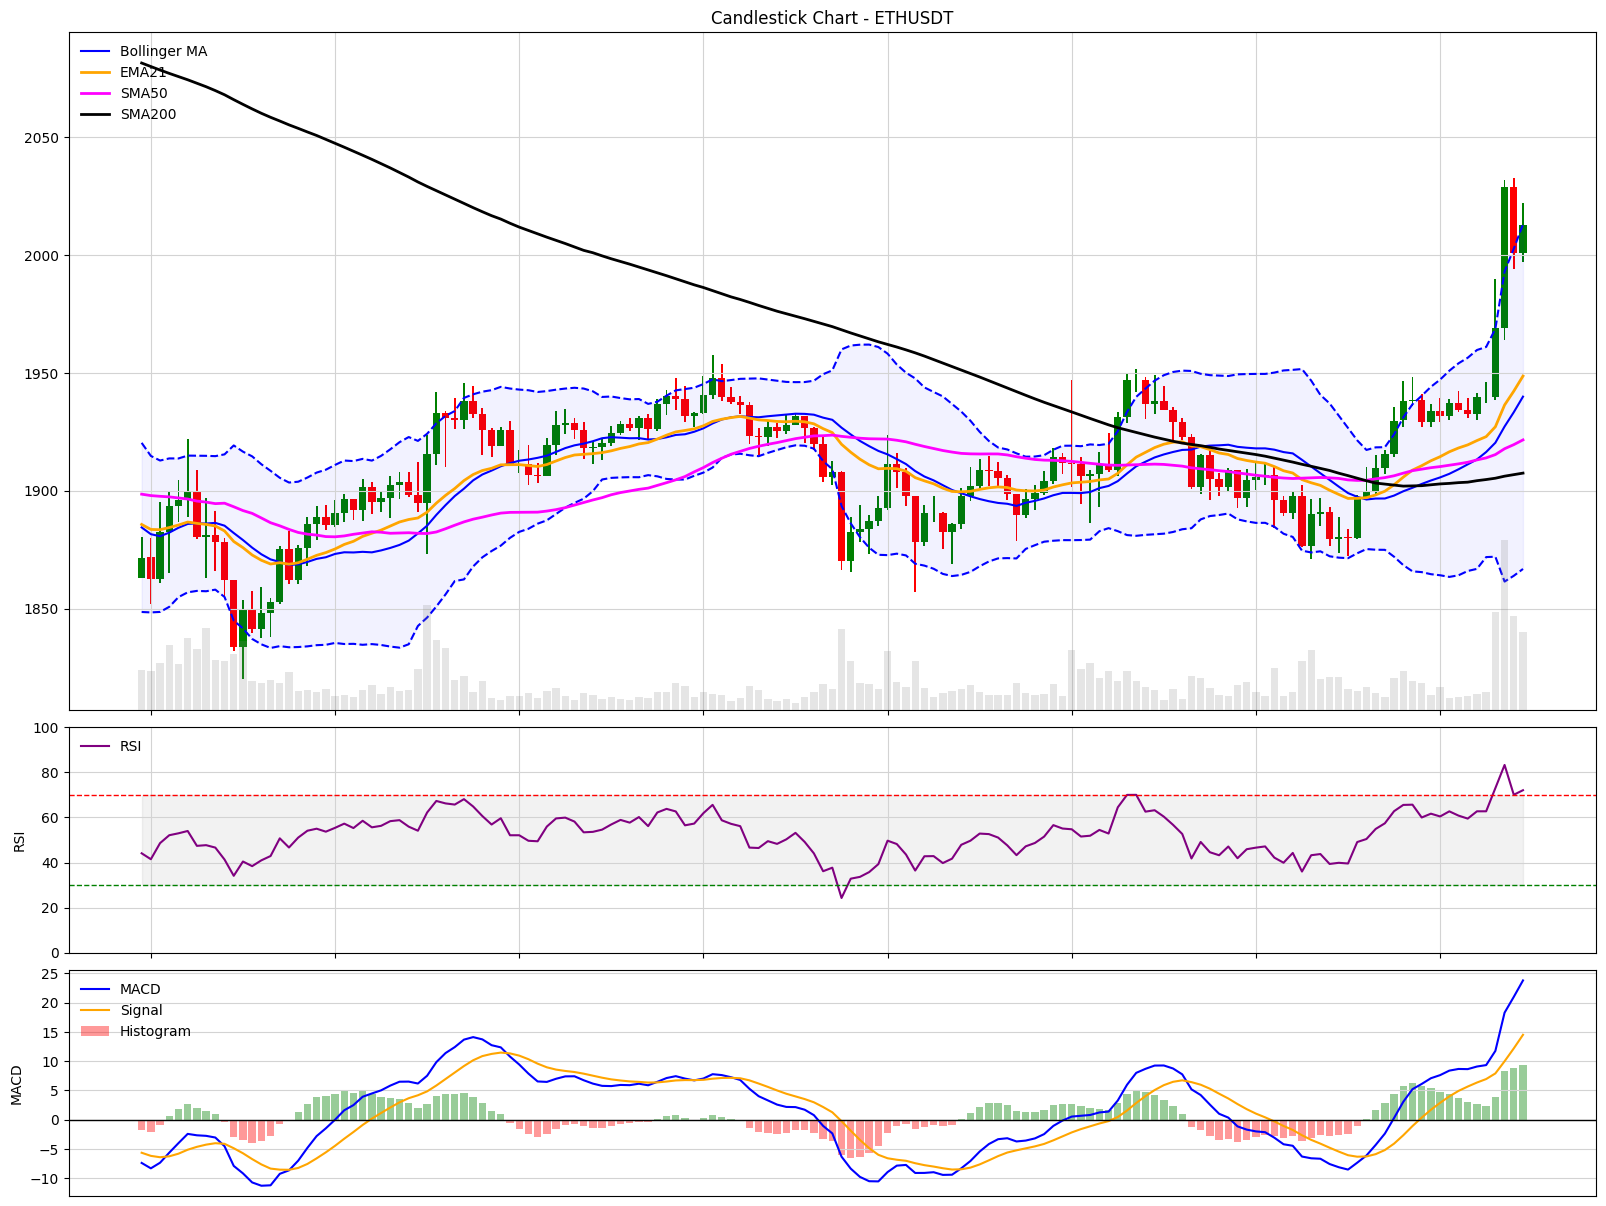 Candlestick Chart - ETHUSDT
Bollinger MA
EMA21
SMA50
SMA200
2050
2000
1950
1900
1850
RSI
100
80
60
40
20
0
RSI
MACD
Signal
Histogram
25
20
15
10
5
0
−5
−10
MACD